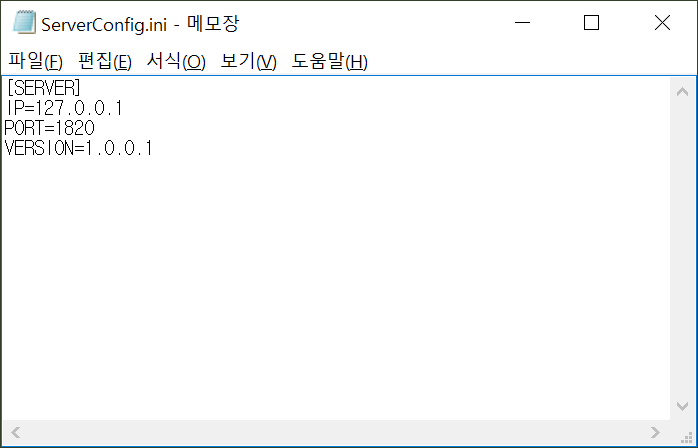 ServerConfig.ini - 메모장
파일(F) 편집(E) 서식(O) 보기(V) 도움말(H)
[SERVER]
IP=127.0.0.1
PORT=1820
VERSION=1.0.0.1